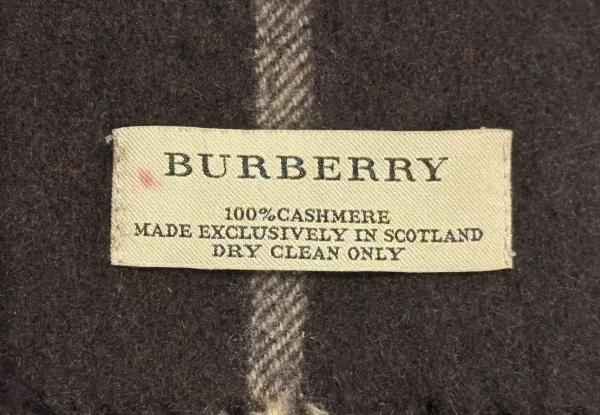 BURBERRY
100%CASHMERE
MADE EXCLUSIVELY IN SCOTLAND
DRY CLEAN ONLY